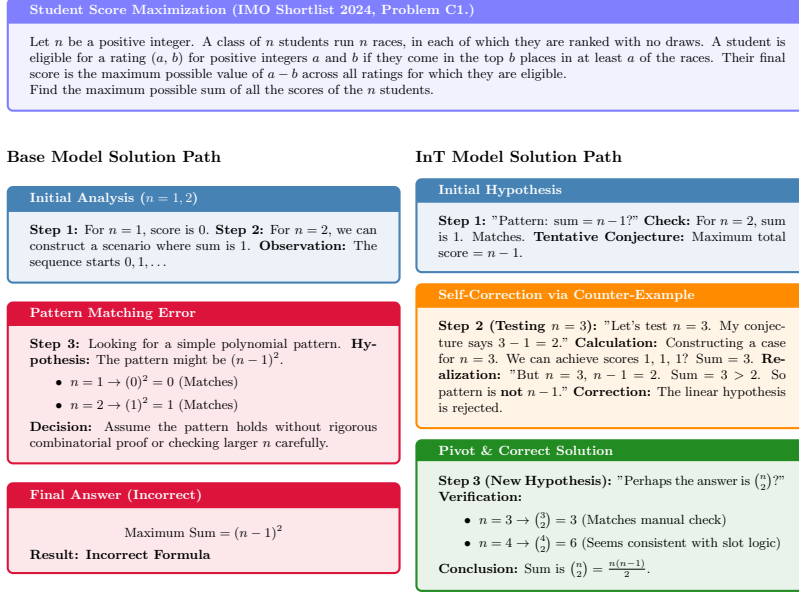 Student Score Maximization (IMO Shortlist 2024, Problem C1.)
Let n be a positive integer. A class of n students run n races, in each of which they are ranked with no draws. A student is
eligible for a rating (a, b) for positive integers a and b if they come in the top b places in at least a of the races. Their final
score is the maximum possible value of a − b across all ratings for which they are eligible.
Find the maximum possible sum of all the scores of the n students.
Base Model Solution Path
Initial Analysis (n = 1, 2)
Step 1: For n = 1, score is 0. Step 2: For n = 2, we can
construct a scenario where sum is 1. Observation: The
sequence starts 0, 1, . . .
Pattern Matching Error
Step 3: Looking for a simple polynomial pattern. Hy-
pothesis: The pattern might be (n − 1)².
• n = 1 → (0)² = 0 (Matches)
• n = 2 → (1)² = 1 (Matches)
Decision: Assume the pattern holds without rigorous
combinatorial proof or checking larger n carefully.
Final Answer (Incorrect)
Maximum Sum = (n − 1)²
Result: Incorrect Formula
InT Model Solution Path
Initial Hypothesis
Step 1: ”Pattern: sum = n − 1?” Check: For n = 2, sum
is 1. Matches. Tentative Conjecture: Maximum total
score = n − 1.
Self-Correction via Counter-Example
Step 2 (Testing n = 3): ”Let's test n = 3. My conjec-
ture says 3 − 1 = 2.” Calculation: Constructing a case
for n = 3. We can achieve scores 1, 1, 1? Sum = 3. Re-
alization: ”But n = 3, n − 1 = 2. Sum = 3 > 2. So
pattern is not n − 1.” Correction: The linear hypothesis
is rejected.
Pivot & Correct Solution
Step 3 (New Hypothesis): ”Perhaps the answer is (n 2)?”
Verification:
• n = 3 → (3 2) = 3 (Matches manual check)
• n = 4 → (4 2) = 6 (Seems consistent with slot logic)
Conclusion: Sum is (n 2) = n(n−1)/2.